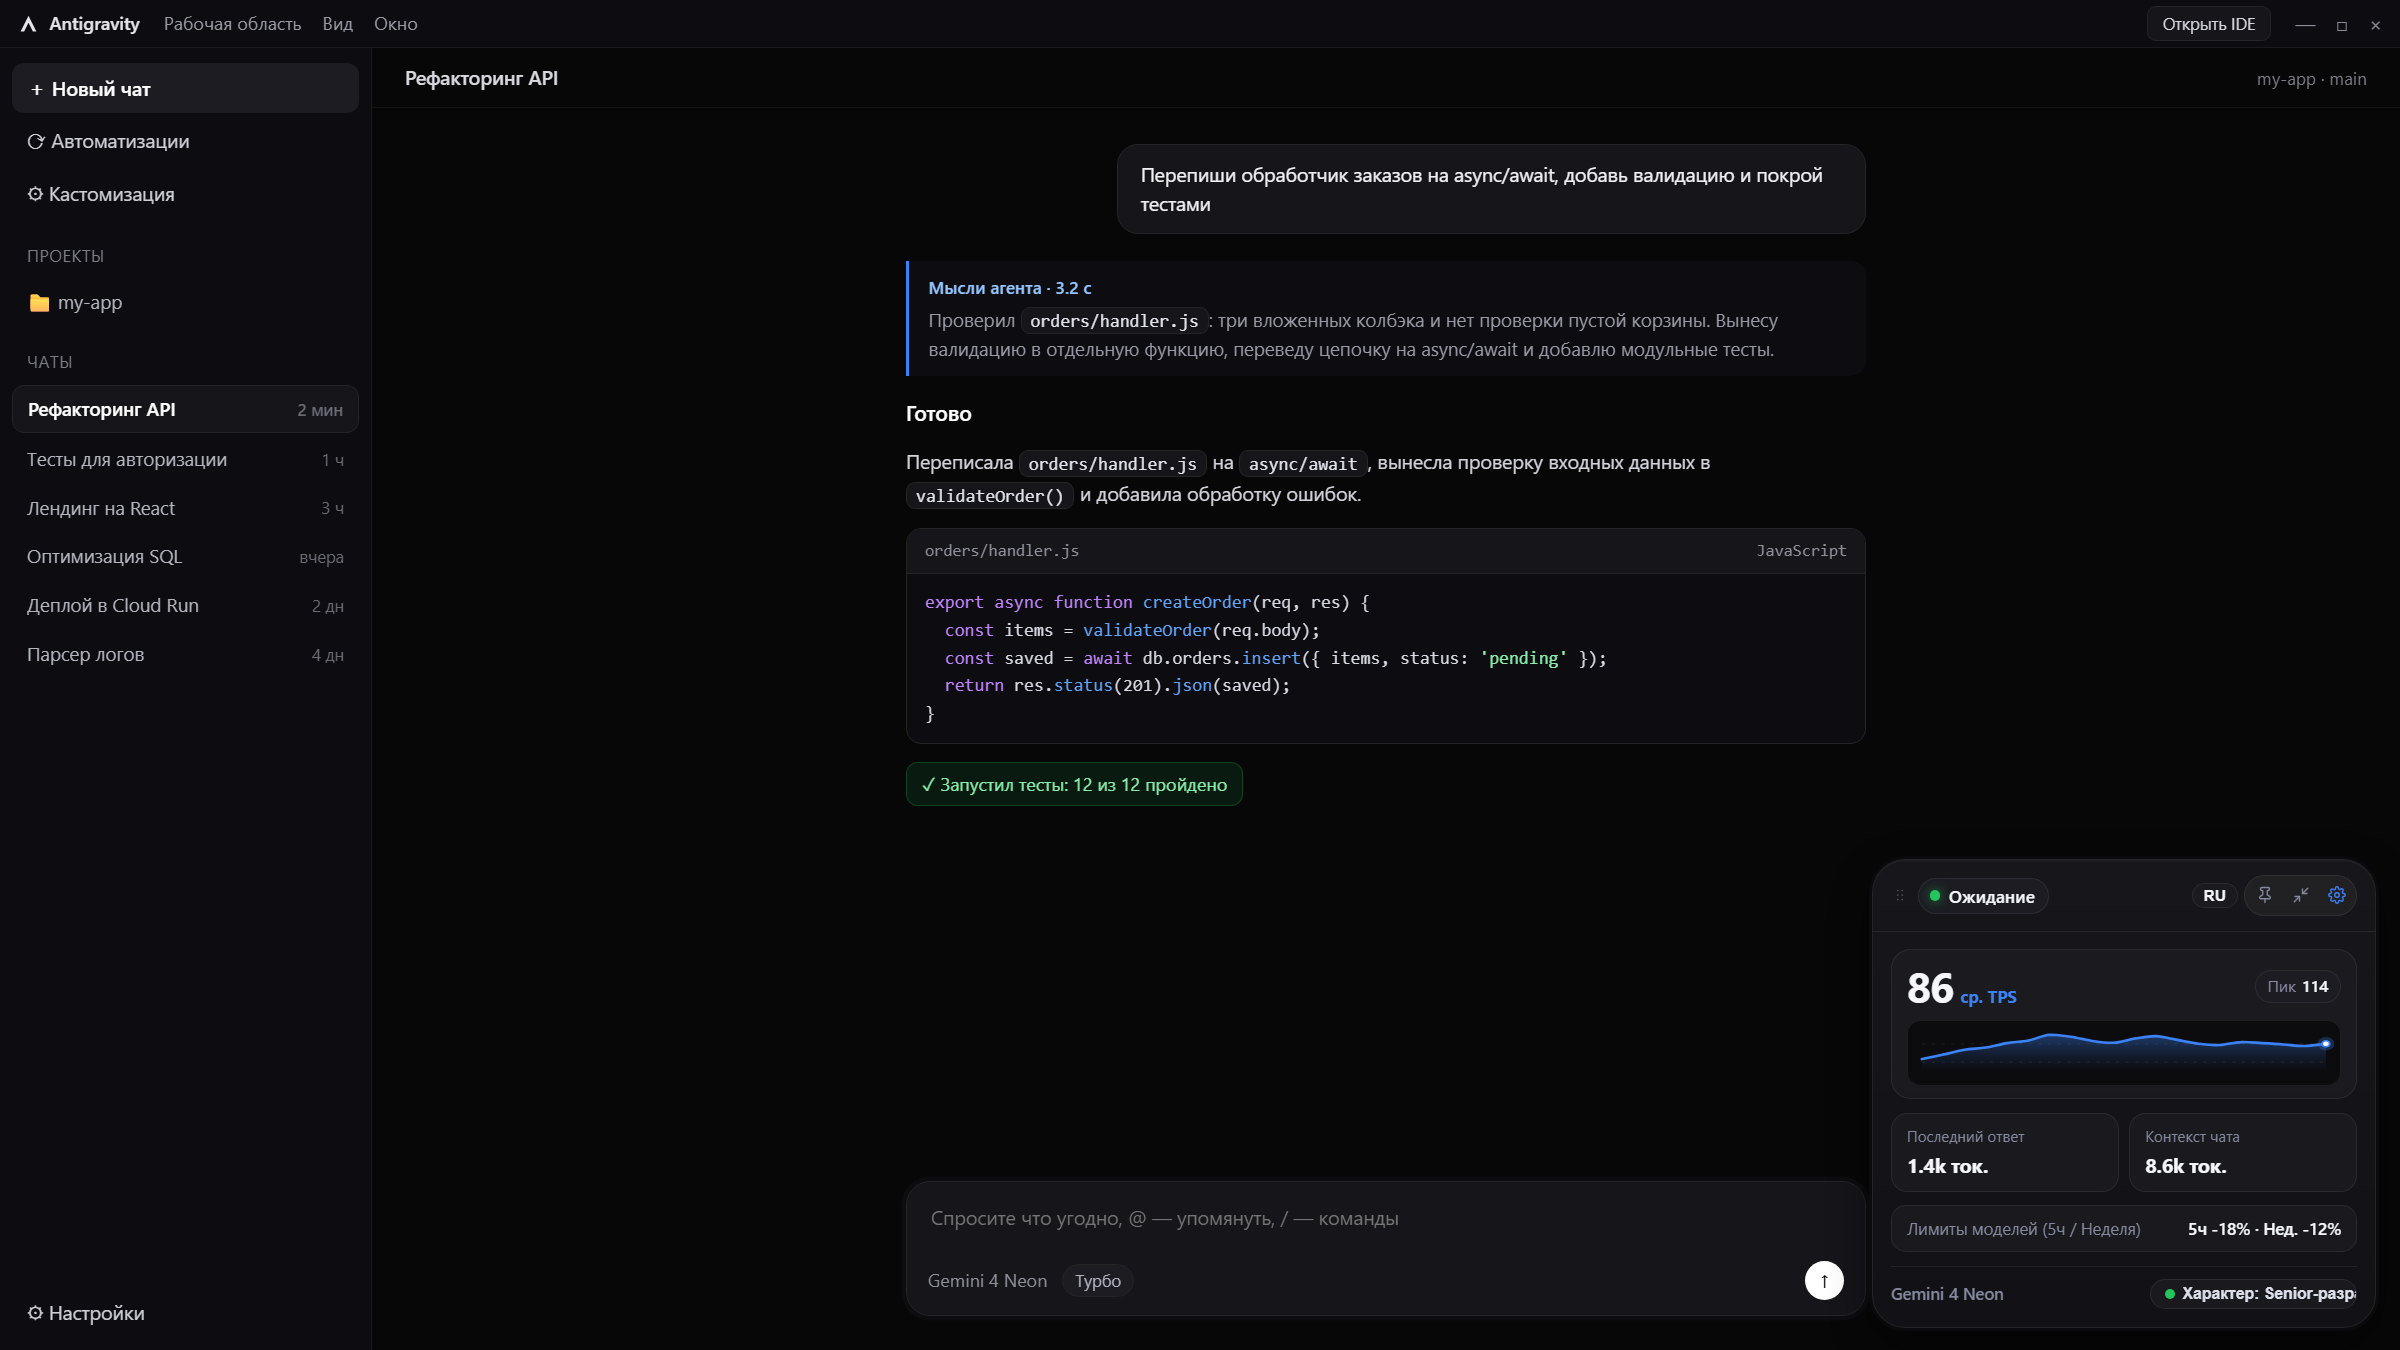 Antigravity Рабочая область Вид Окно
Открыть IDE
+ Новый чат
Автоматизации
Кастомизация
ПРОЕКТЫ
my-app
ЧАТЫ
Рефакторинг API 2 мин
Тесты для авторизации 1 ч
Лендинг на React 3 ч
Оптимизация SQL вчера
Деплой в Cloud Run 2 дн
Парсер логов 4 дн
Настройки
Рефакторинг API
my-app · main
Перепиши обработчик заказов на async/await, добавь валидацию и покрой
тестами
Мысли агента · 3.2 с
Проверил orders/handler.js: три вложенных колбэка и нет проверки пустой корзины. Вынесу
валидацию в отдельную функцию, переведу цепочку на async/await и добавлю модульные тесты.
Готово
Переписала orders/handler.js на async/await, вынесла проверку входных данных в
validateOrder() и добавила обработку ошибок.
orders/handler.js JavaScript
export async function createOrder(req, res) {
const items = validateOrder(req.body);
const saved = await db.orders.insert({ items, status: 'pending' });
return res.status(201).json(saved);
}
✓ Запустил тесты: 12 из 12 пройдено
Спросите что угодно, @ — упомянуть, / — команды
Gemini 4 Neon Турбо
↑
Ожидание RU
86 ср. TPS Пик 114
Последний ответ
1.4k ток.
Контекст чата
8.6k ток.
Лимиты моделей (5ч / Неделя) 5ч -18% · Нед. -12%
Gemini 4 Neon Характер: Senior-разр